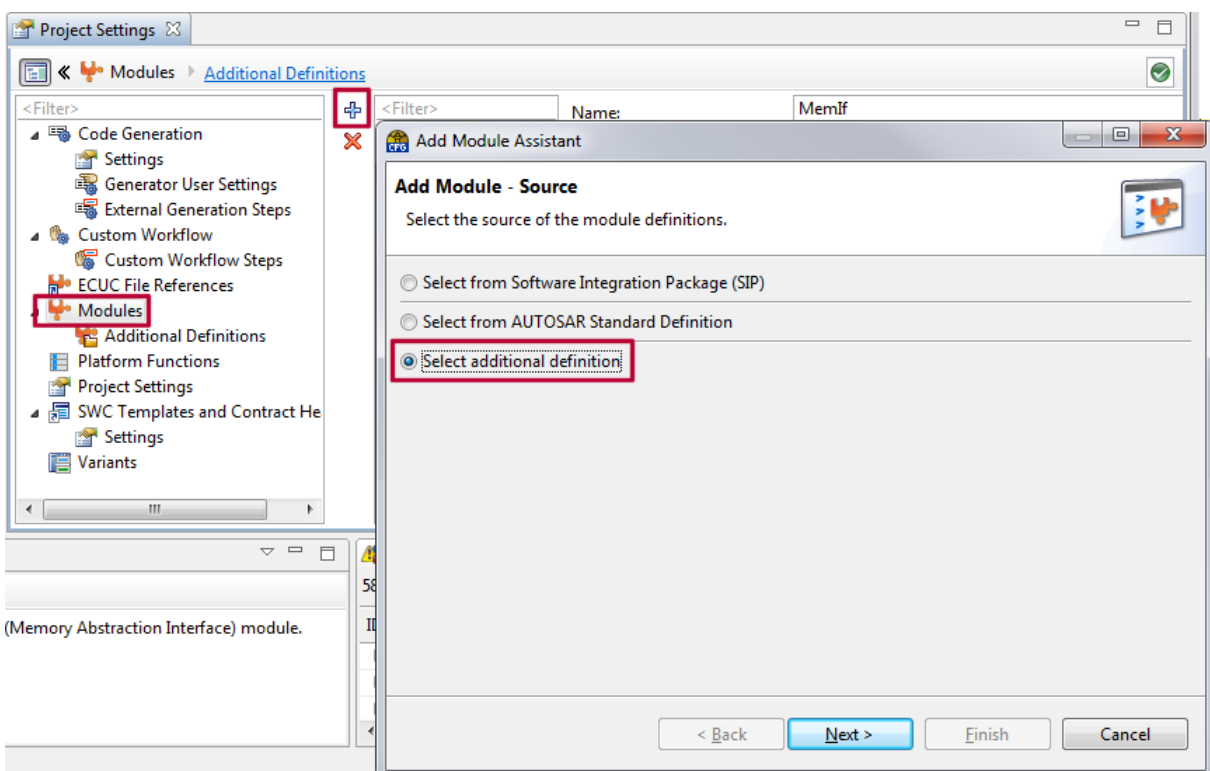 Project Settings
Modules Additional Definitions
<Filter>
Code Generation
Settings
Generator User Settings
External Generation Steps
Custom Workflow
Custom Workflow Steps
ECUC File References
Modules
Additional Definitions
Platform Functions
Project Settings
SWC Templates and Contract He
Settings
Variants
<Filter>
Name:
MemIf
CFG
Add Module Assistant
Add Module - Source
Select the source of the module definitions.
Select from Software Integration Package (SIP)
Select from AUTOSAR Standard Definition
Select additional definition
(Memory Abstraction Interface) module.
58
< Back
Next >
Finish
Cancel